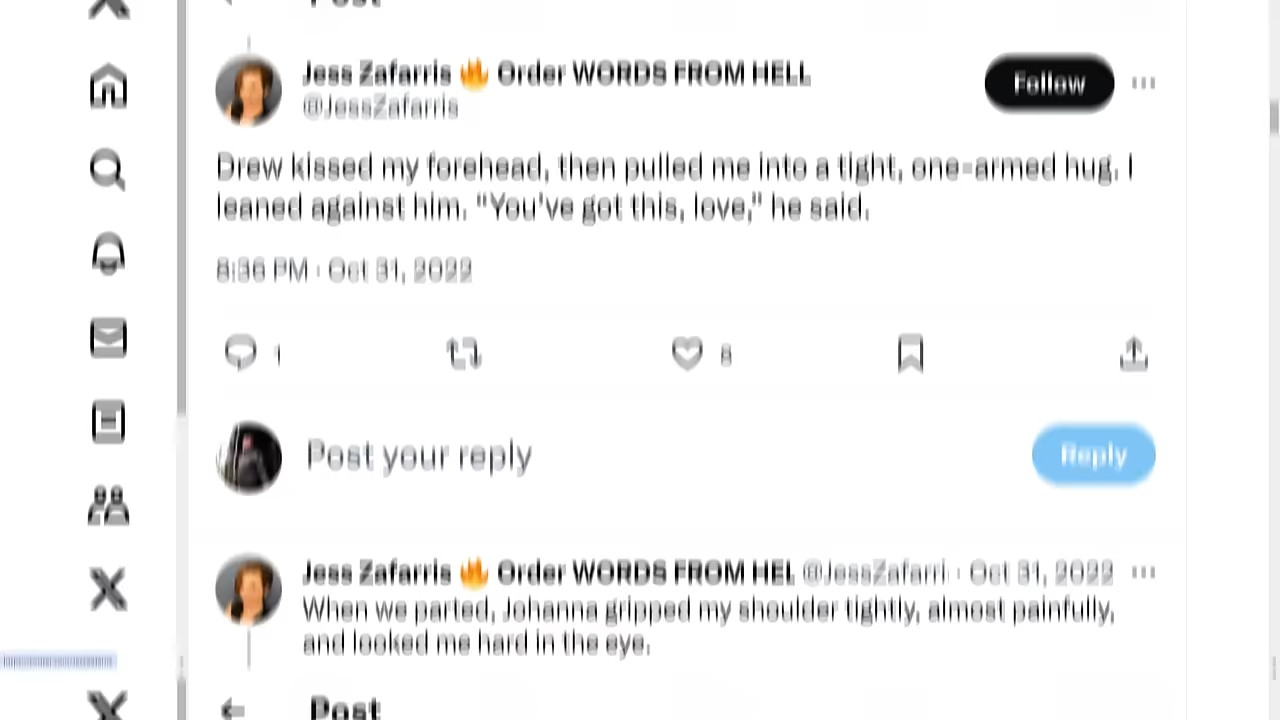 Post
Jess Zafarris 🔥 Order WORDS FROM HELL
@JessZafarris
Follow
Drew kissed my forehead, then pulled me into a tight, one-armed hug. I
leaned against him. "You've got this, love," he said.
8:36 PM · Oct 31, 2022
1
8
Post your reply
Reply
Jess Zafarris 🔥 Order WORDS FROM HEL @JessZafarri · Oct 31, 2022
When we parted, Johanna gripped my shoulder tightly, almost painfully,
and looked me hard in the eye.
Post